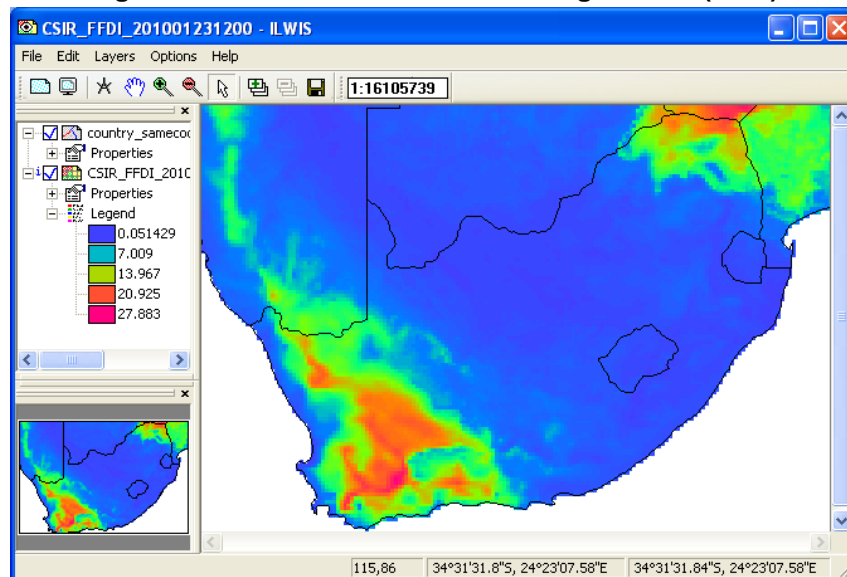 CSIR_FFDI_201001231200 - ILWIS
File Edit Layers Options Help
1:16105739
country_samecoo
Properties
CSIR_FFDI_201C
Properties
Legend
0.051429
7.009
13.967
20.925
27.883
115,86 34°31'31.8"S, 24°23'07.58"E 34°31'31.84"S, 24°23'07.58"E